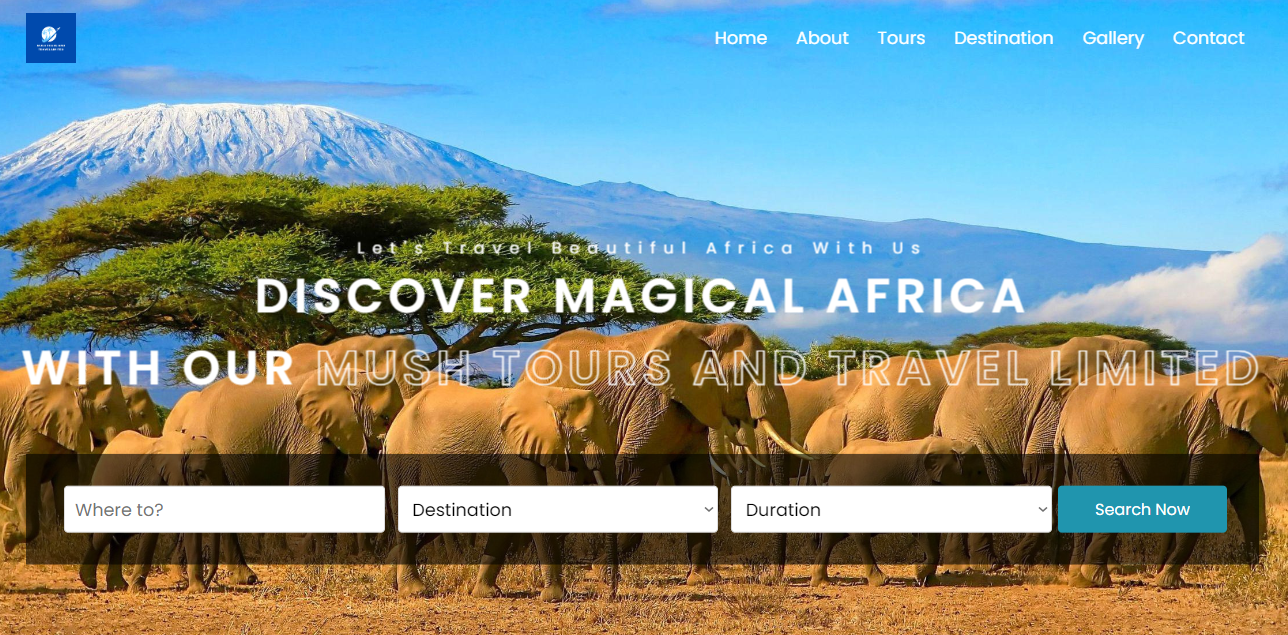 Home About Tours Destination Gallery Contact
Let's Travel Beautiful Africa With Us
DISCOVER MAGICAL AFRICA
WITH OUR MUSH TOURS AND TRAVEL LIMITED
Where to? Destination Duration Search Now